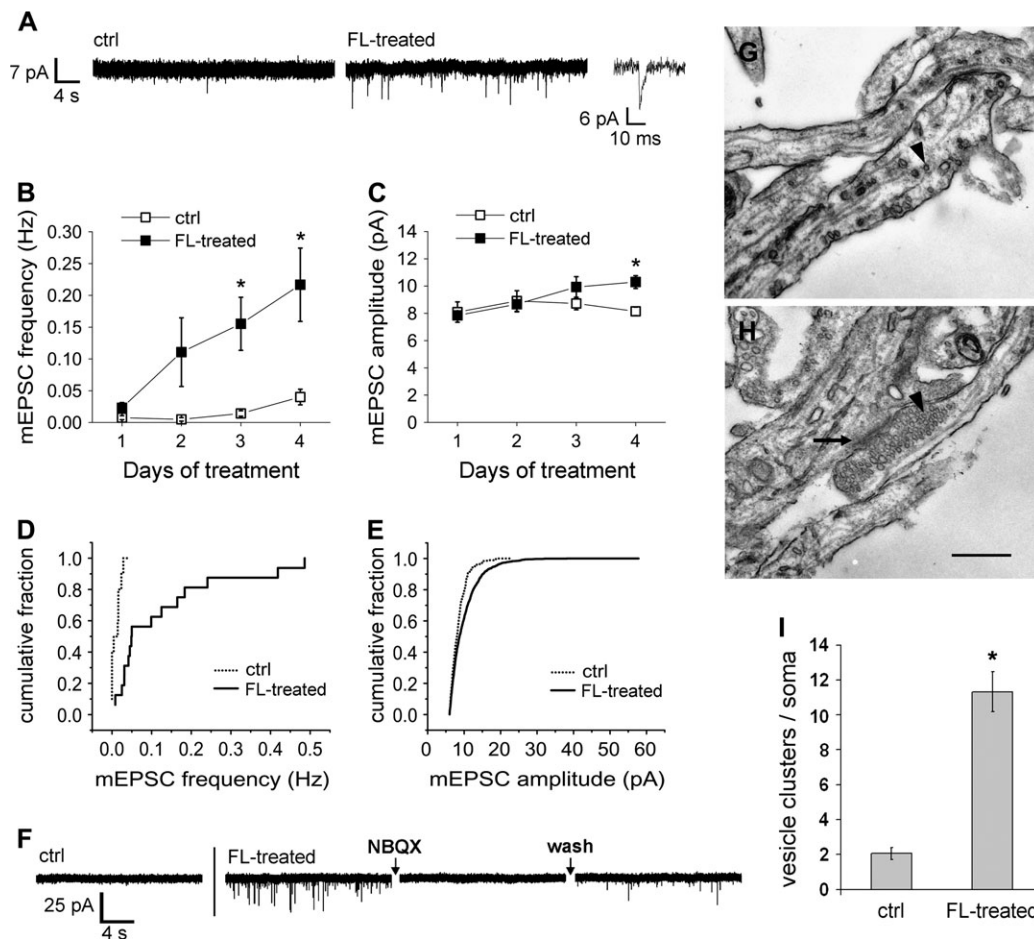 A
ctrl
FL-treated
7 pA
4 s
6 pA
10 ms
B
ctrl
FL-treated
mEPSC frequency (Hz)
0.30
0.25
0.20
0.15
0.10
0.05
0.00
*
*
1 2 3 4
Days of treatment
C
ctrl
FL-treated
mEPSC amplitude (pA)
14
12
10
8
6
4
2
0
*
1 2 3 4
Days of treatment
D
cumulative fraction
1.0
0.8
0.6
0.4
0.2
0.0
ctrl
FL-treated
0.0 0.1 0.2 0.3 0.4 0.5
mEPSC frequency (Hz)
E
cumulative fraction
1.0
0.8
0.6
0.4
0.2
0.0
ctrl
FL-treated
0 10 20 30 40 50 60
mEPSC amplitude (pA)
F
ctrl
FL-treated
NBQX
wash
25 pA
4 s
G
H
I
vesicle clusters / soma
14
12
10
8
6
4
2
0
*
ctrl FL-treated